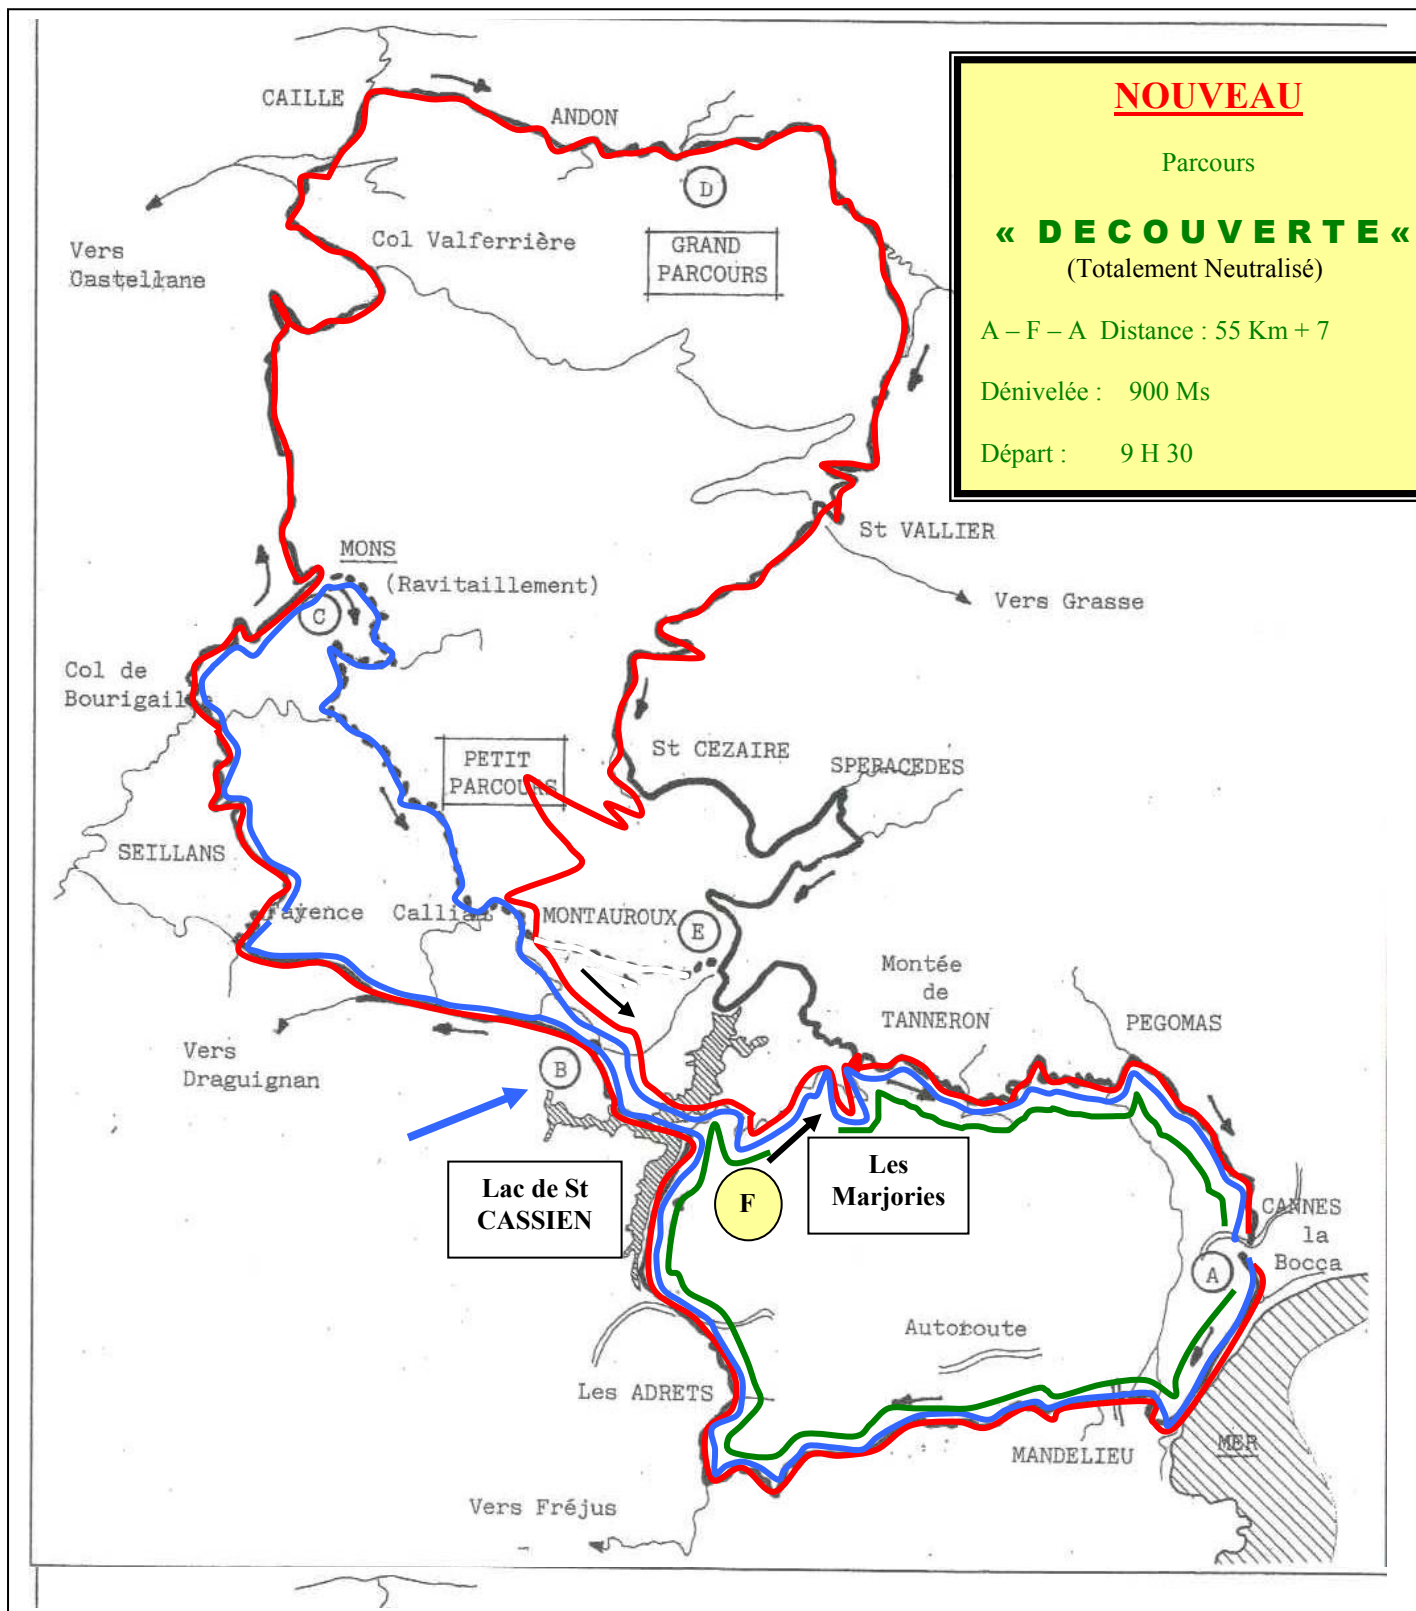 CAILLE
ANDON
NOUVEAU
Parcours
« DECOUVERTE«
(Totalement Neutralisé)
A – F – A Distance : 55 Km + 7
Dénivelée : 900 Ms
Départ : 9 H 30
D
Vers
Castellane
Col Valferrière
GRAND
PARCOURS
St VALLIER
MONS
(Ravitaillement)
Vers Grasse
C
Col de
PETIT
PARCOURS
St CEZAIRE
SPERACEDES
SEILLANS
Fayence
MONTAUROUX
E
Montée
de
TANNERON
PEGOMAS
Vers
Draguignan
B
Lac de St
CASSIEN
F
Les
Marjories
CANNES
la
Bocca
A
Autoroute
Les ADRETS
MANDELIEU
MER
Vers Fréjus